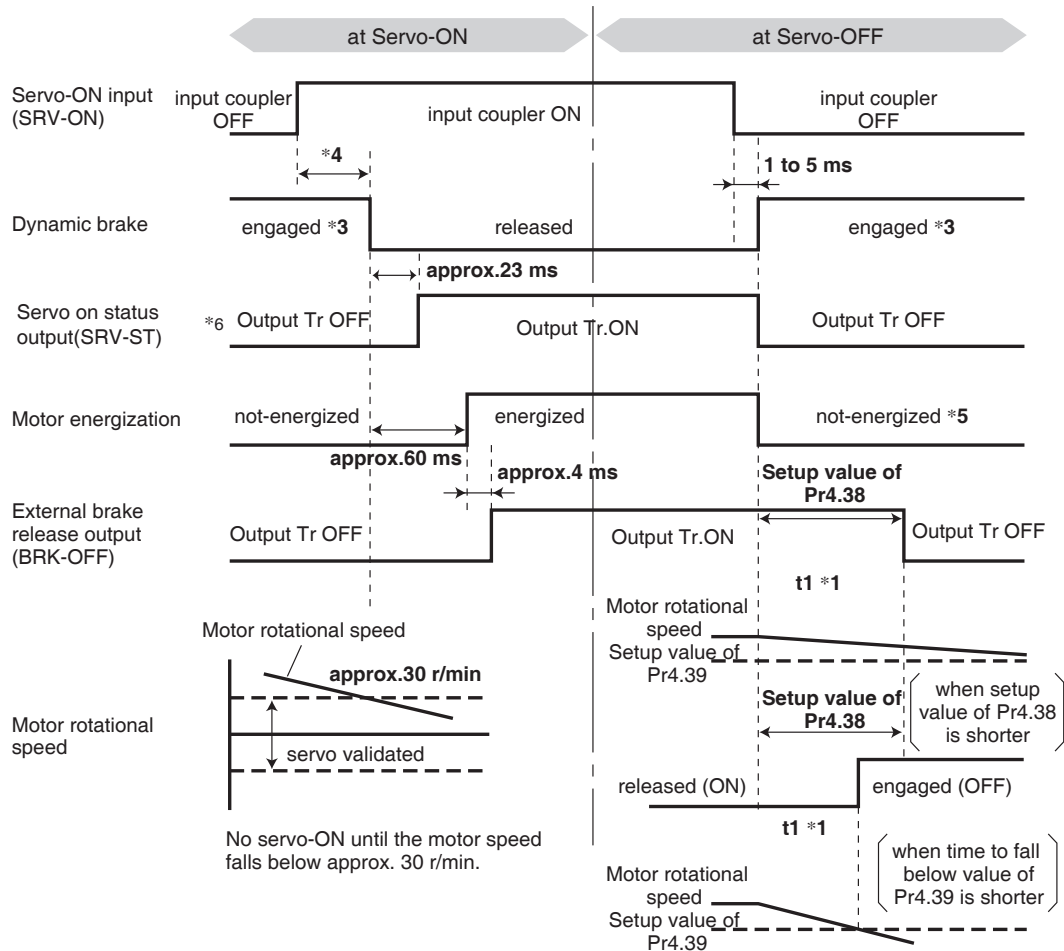 at Servo-ON
at Servo-OFF
Servo-ON input
(SRV-ON)
input coupler
OFF
input coupler ON
input coupler
OFF
*4
1 to 5 ms
Dynamic brake
engaged *3
released
engaged *3
approx.23 ms
Servo on status
output(SRV-ST)
*6
Output Tr OFF
Output Tr.ON
Output Tr OFF
Motor energization
not-energized
energized
not-energized *5
approx.60 ms
approx.4 ms
Setup value of
Pr4.38
External brake
release output
(BRK-OFF)
Output Tr OFF
Output Tr.ON
Output Tr OFF
t1 *1
Motor rotational
speed
Setup value of
Pr4.39
Motor rotational speed
approx.30 r/min
Setup value of
Pr4.38
when setup
value of Pr4.38
is shorter
Motor rotational
speed
servo validated
released (ON)
engaged (OFF)
t1 *1
No servo-ON until the motor speed
falls below approx. 30 r/min.
when time to fall
below value of
Pr4.39 is shorter
Motor rotational
speed
Setup value of
Pr4.39